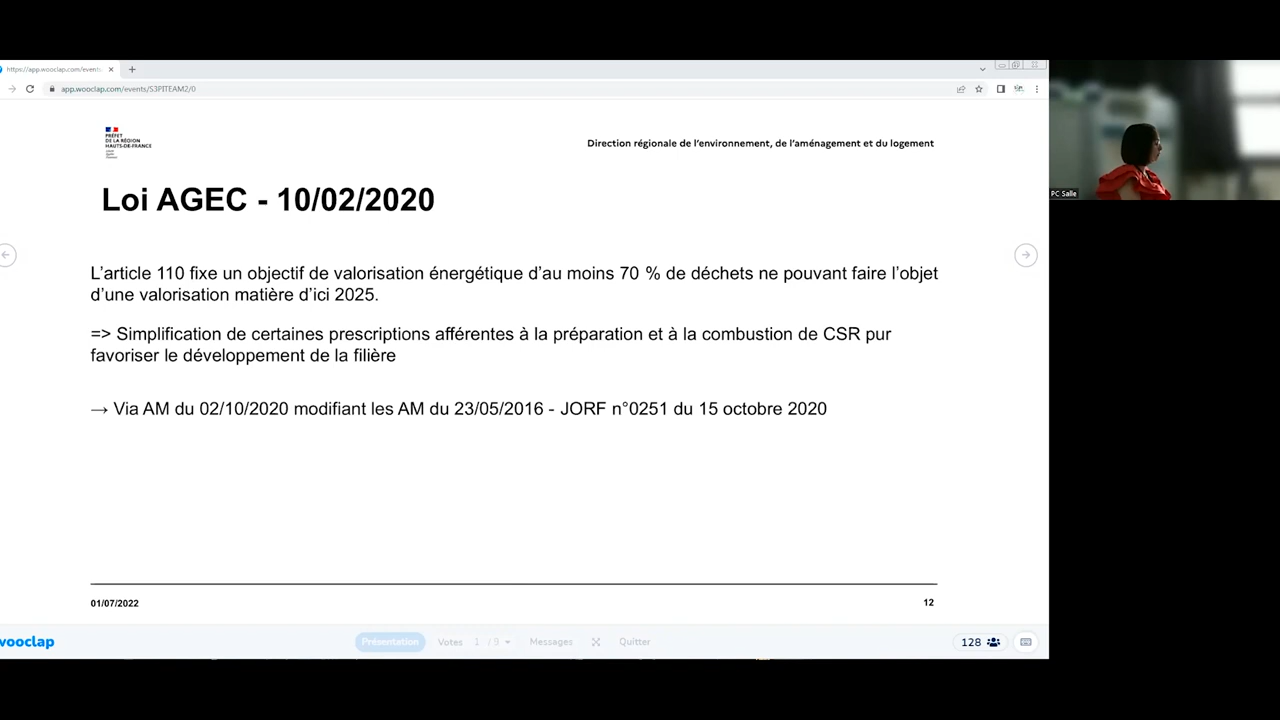 https://app.wooclap.com/event
app.wooclap.com/events/S3PITEAM2/0
PRÉFET
DE LA RÉGION
HAUTS-DE-FRANCE
Direction régionale de l'environnement, de l'aménagement et du logement
Loi AGEC - 10/02/2020
L'article 110 fixe un objectif de valorisation énergétique d'au moins 70 % de déchets ne pouvant faire l'objet
d'une valorisation matière d'ici 2025.
=> Simplification de certaines prescriptions afférentes à la préparation et à la combustion de CSR pur
favoriser le développement de la filière
→ Via AM du 02/10/2020 modifiant les AM du 23/05/2016 - JORF n°0251 du 15 octobre 2020
01/07/2022
12
wooclap
Présentation
Votes 1 / 9
Messages
Quitter
128
PC Salle